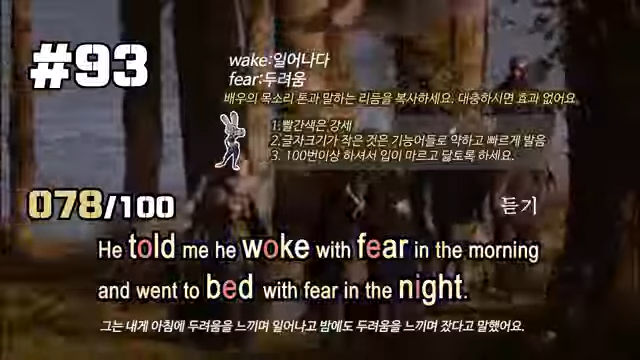 #93
wake:일어나다
fear:두려움
배우의 목소리 톤과 말하는 리듬을 복사하세요. 대충하시면 효과 없어요
1.빨간색은 강세
2.글자크기가 작은 것은 기능어들로 약하고 빠르게 발음
3. 100번이상 하셔서 입이 마르고 닳토록 하세요.
078/100
듣기
He told me he woke with fear in the morning
and went to bed with fear in the night.
그는 내게 아침에 두려움을 느끼며 일어나고 밤에도 두려움을 느끼며 잤다고 말했어요.